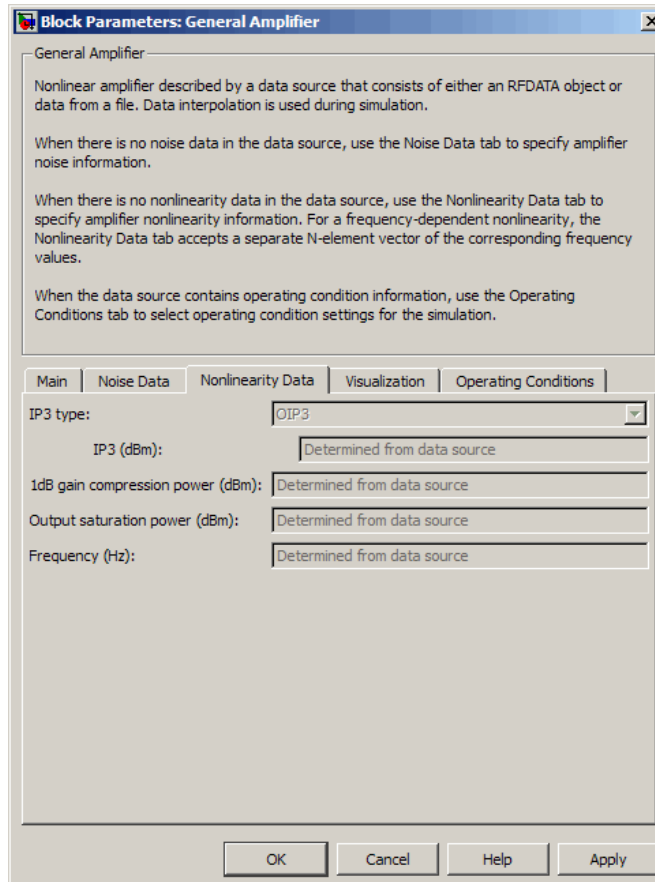 Block Parameters: General Amplifier
General Amplifier
Nonlinear amplifier described by a data source that consists of either an RFDATA object or
data from a file. Data interpolation is used during simulation.
When there is no noise data in the data source, use the Noise Data tab to specify amplifier
noise information.
When there is no nonlinearity data in the data source, use the Nonlinearity Data tab to
specify amplifier nonlinearity information. For a frequency-dependent nonlinearity, the
Nonlinearity Data tab accepts a separate N-element vector of the corresponding frequency
values.
When the data source contains operating condition information, use the Operating
Conditions tab to select operating condition settings for the simulation.
Main Noise Data Nonlinearity Data Visualization Operating Conditions
IP3 type: OIP3
IP3 (dBm): Determined from data source
1dB gain compression power (dBm): Determined from data source
Output saturation power (dBm): Determined from data source
Frequency (Hz): Determined from data source
OK Cancel Help Apply